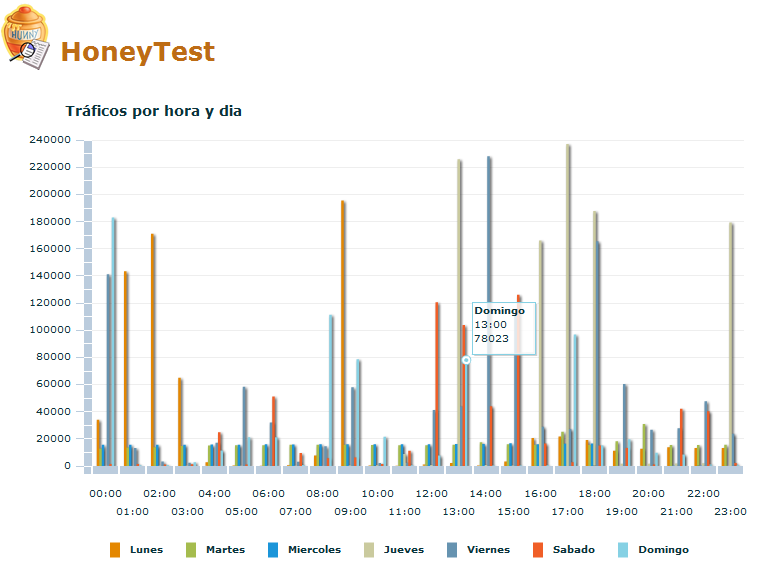 HUNNY
HoneyTest
Tráficos por hora y dia
240000
220000
200000
180000
160000
140000
120000
100000
80000
60000
40000
20000
0
Domingo
13:00
78023
00:00 02:00 04:00 06:00 08:00 10:00 12:00 14:00 16:00 18:00 20:00 22:00
01:00 03:00 05:00 07:00 09:00 11:00 13:00 15:00 17:00 19:00 21:00 23:00
Lunes Martes Miercoles Jueves Viernes Sabado Domingo